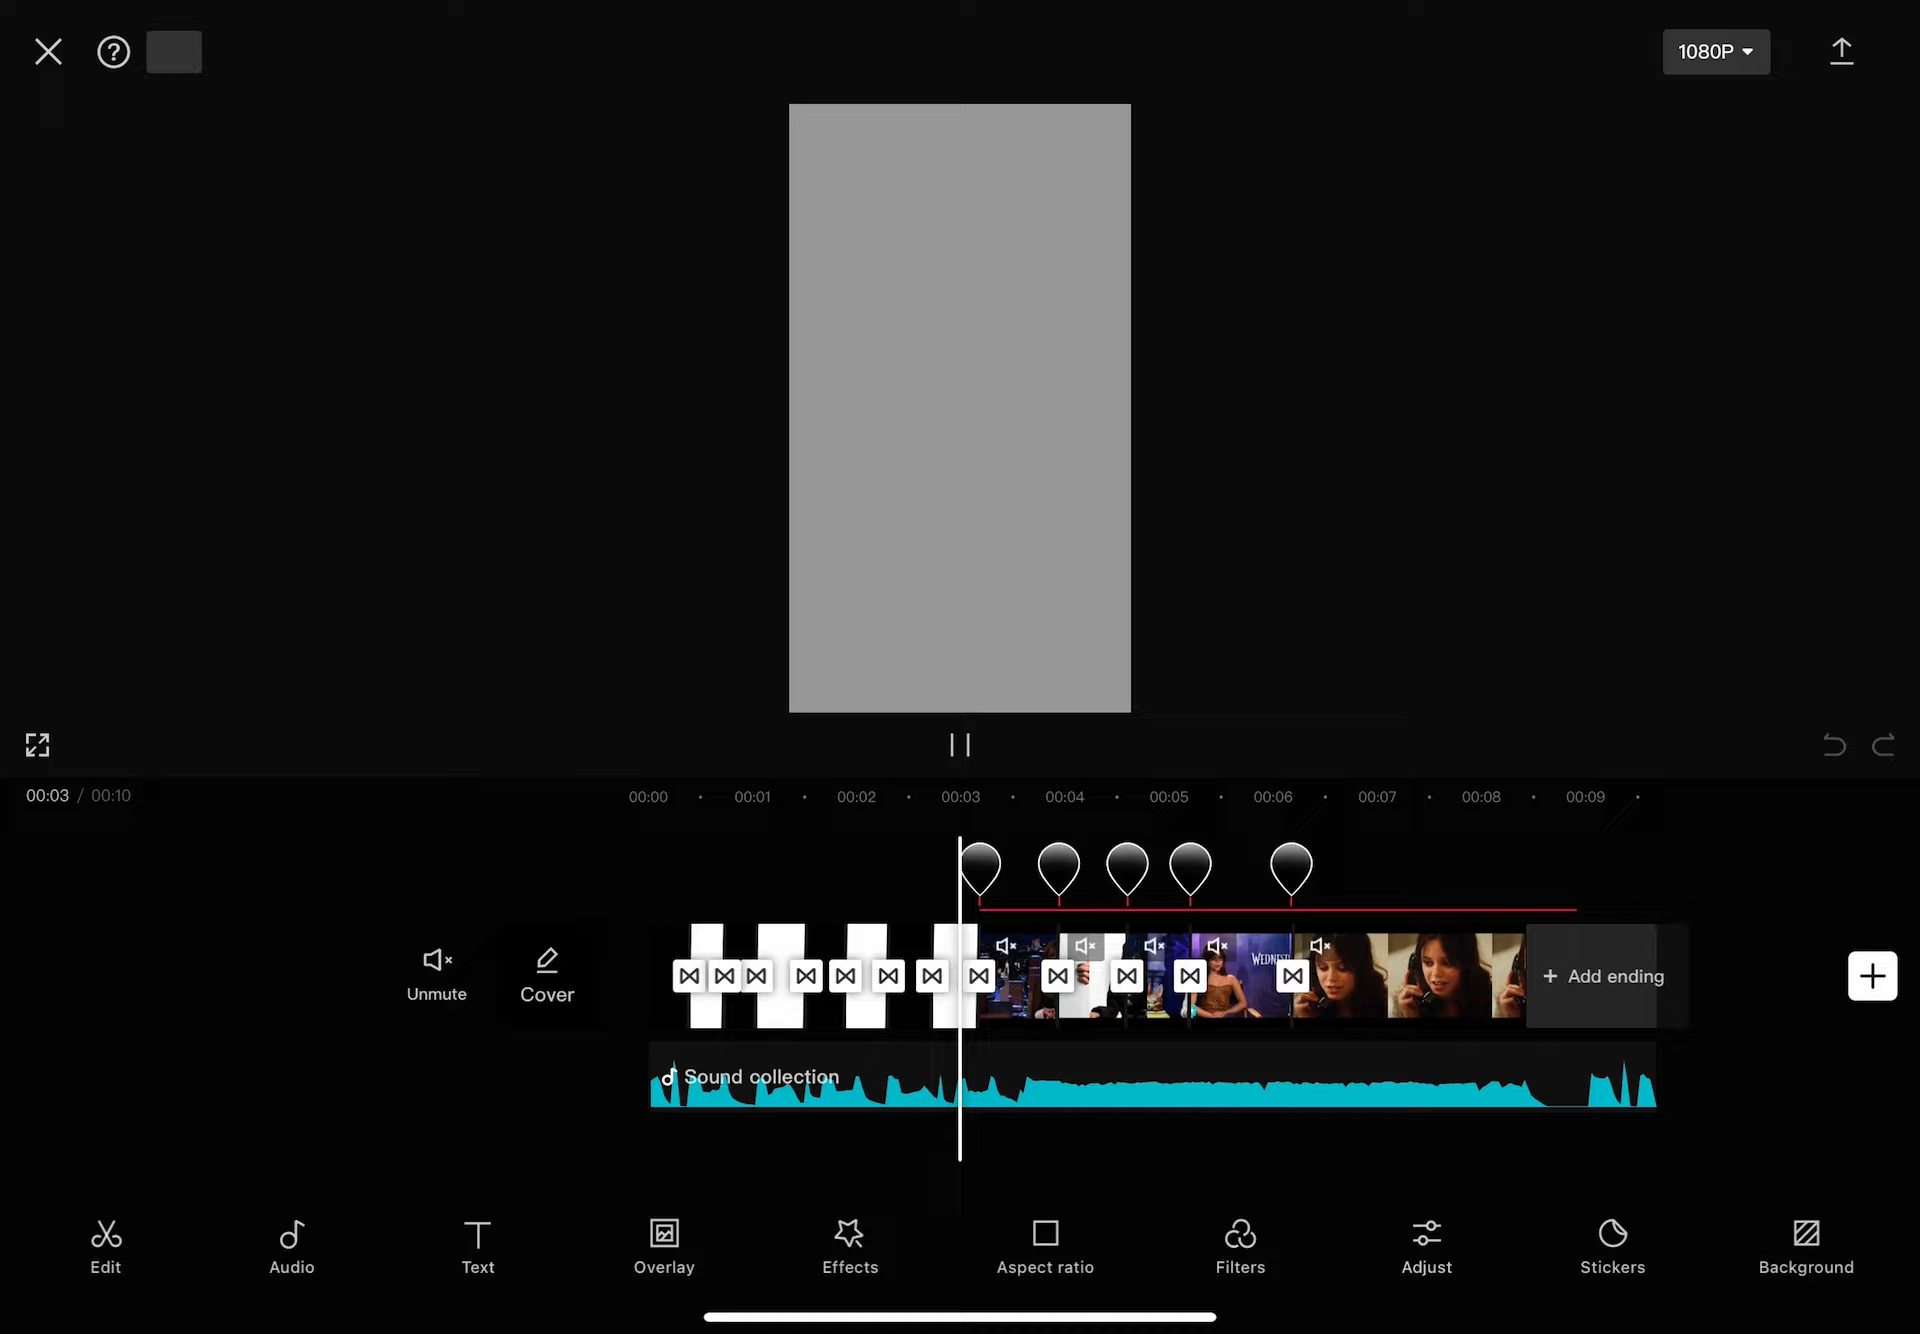 1080P
00:03 / 00:10
00:00 00:01 00:02 00:03 00:04 00:05 00:06 00:07 00:08 00:09
Unmute
Cover
+ Add ending
Sound collection
Edit
Audio
Text
Overlay
Effects
Aspect ratio
Filters
Adjust
Stickers
Background